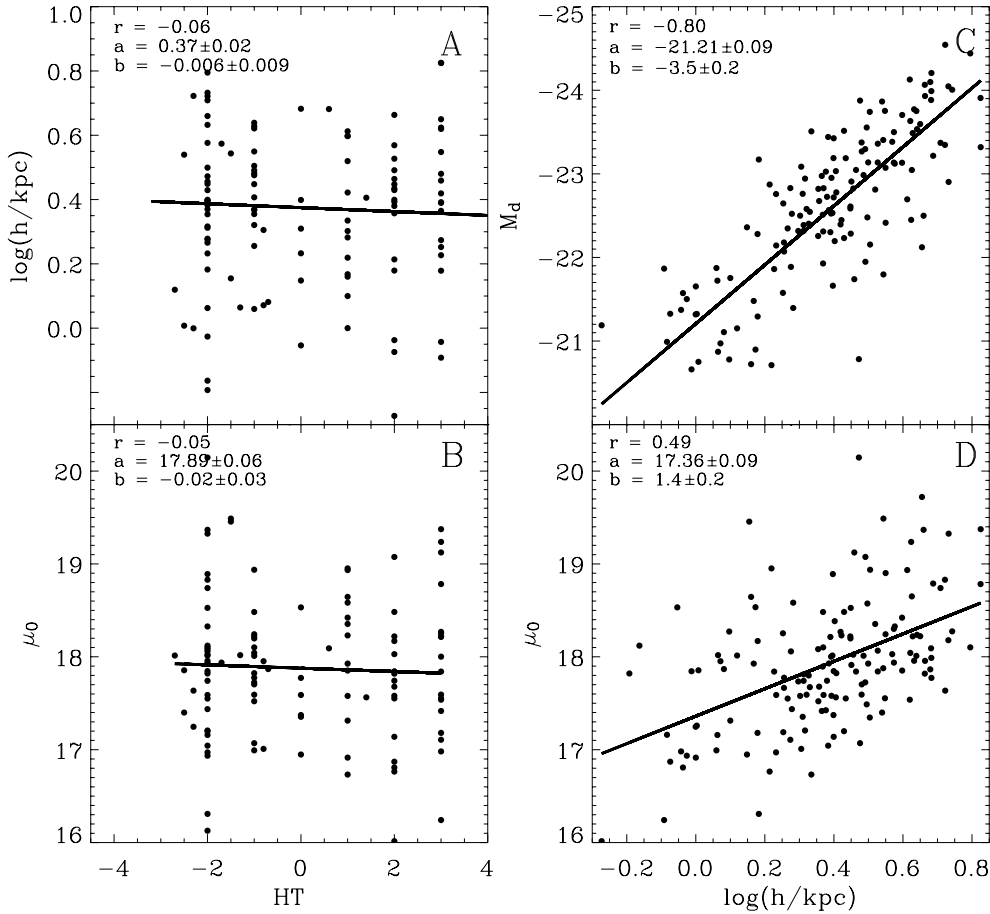 r = −0.06
a = 0.37±0.02
b = −0.006±0.009
A
1.0
0.8
0.6
0.4
0.2
0.0
log(h/kpc)
r = −0.80
a = −21.21±0.09
b = −3.5±0.2
C
−25
−24
−23
−22
−21
M_d
r = −0.05
a = 17.89±0.06
b = −0.02±0.03
B
20
19
18
17
16
μ_0
−4 −2 0 2 4
HT
r = 0.49
a = 17.36±0.09
b = 1.4±0.2
D
20
19
18
17
16
μ_0
−0.2 0.0 0.2 0.4 0.6 0.8
log(h/kpc)